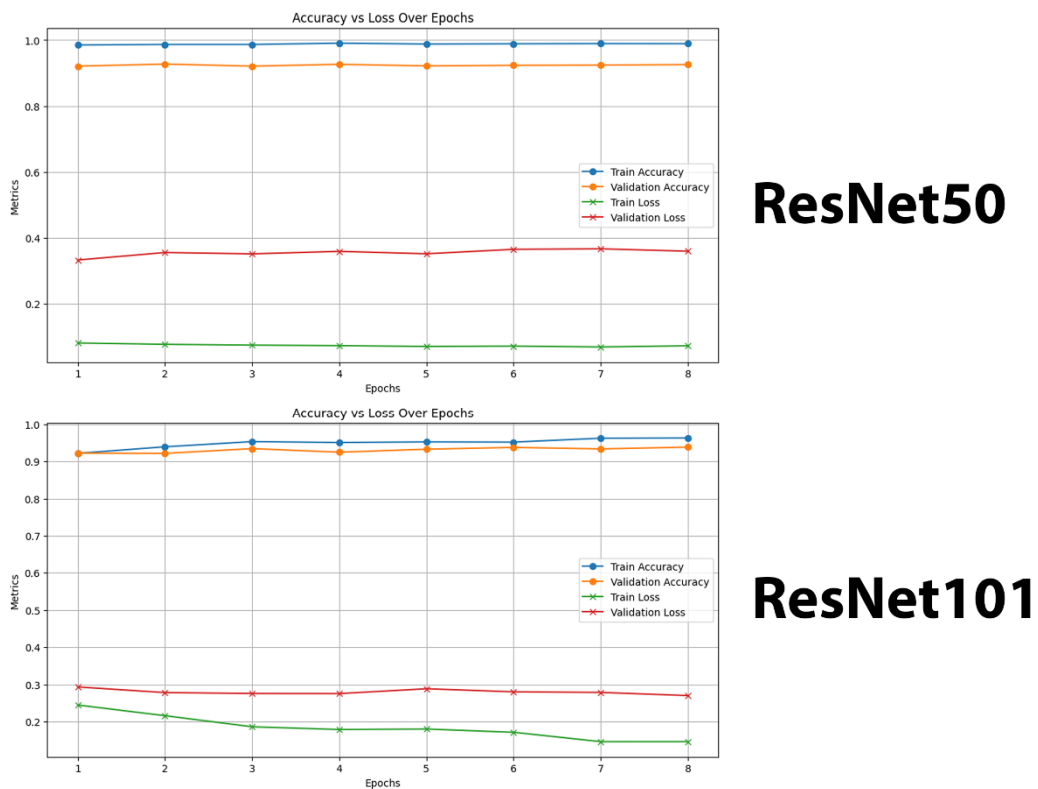 Accuracy vs Loss Over Epochs
1.0
0.8
0.6
0.4
0.2
Metrics
Train Accuracy
Validation Accuracy
Train Loss
Validation Loss
1 2 3 4 5 6 7 8
Epochs
ResNet50
Accuracy vs Loss Over Epochs
1.0
0.9
0.8
0.7
0.6
0.5
0.4
0.3
0.2
Metrics
Train Accuracy
Validation Accuracy
Train Loss
Validation Loss
1 2 3 4 5 6 7 8
Epochs
ResNet101